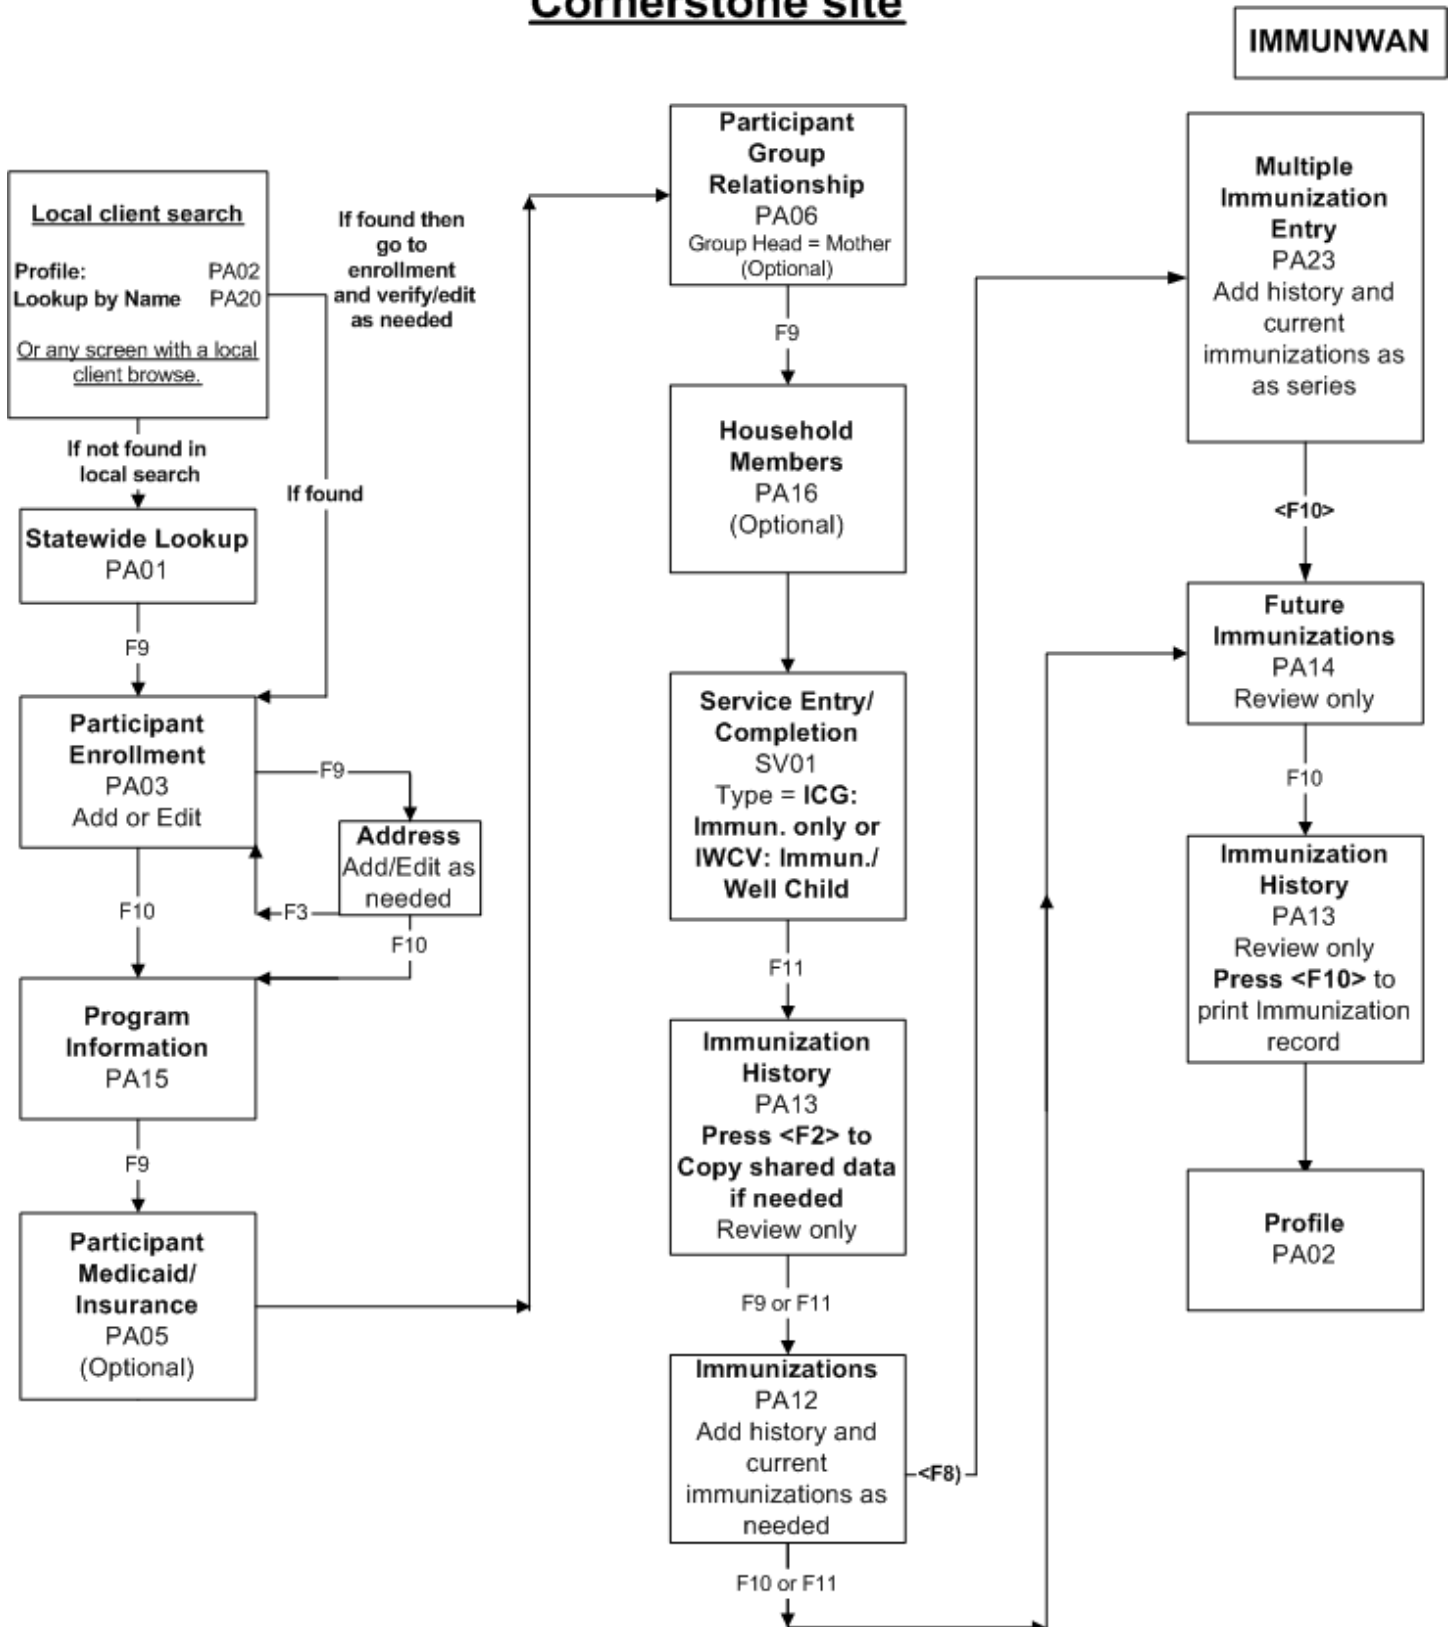 Cornerstone site
IMMUNWAN
Local client search
Profile: PA02
Lookup by Name PA20
Or any screen with a local
client browse.
If found then
go to
enrollment
and verify/edit
as needed
If not found in
local search
If found
Statewide Lookup
PA01
F9
Participant
Enrollment
PA03
Add or Edit
F9
Address
Add/Edit as
needed
F3
F10
F10
Program
Information
PA15
F9
Participant
Medicaid/
Insurance
PA05
(Optional)
Participant
Group
Relationship
PA06
Group Head = Mother
(Optional)
F9
Household
Members
PA16
(Optional)
Service Entry/
Completion
SV01
Type = ICG:
Immun. only or
IWCV: Immun./
Well Child
F11
Immunization
History
PA13
Press <F2> to
Copy shared data
if needed
Review only
F9 or F11
Immunizations
PA12
Add history and
current
immunizations as
needed
<F8)
F10 or F11
Multiple
Immunization
Entry
PA23
Add history and
current
immunizations as
as series
<F10>
Future
Immunizations
PA14
Review only
F10
Immunization
History
PA13
Review only
Press <F10> to
print Immunization
record
Profile
PA02